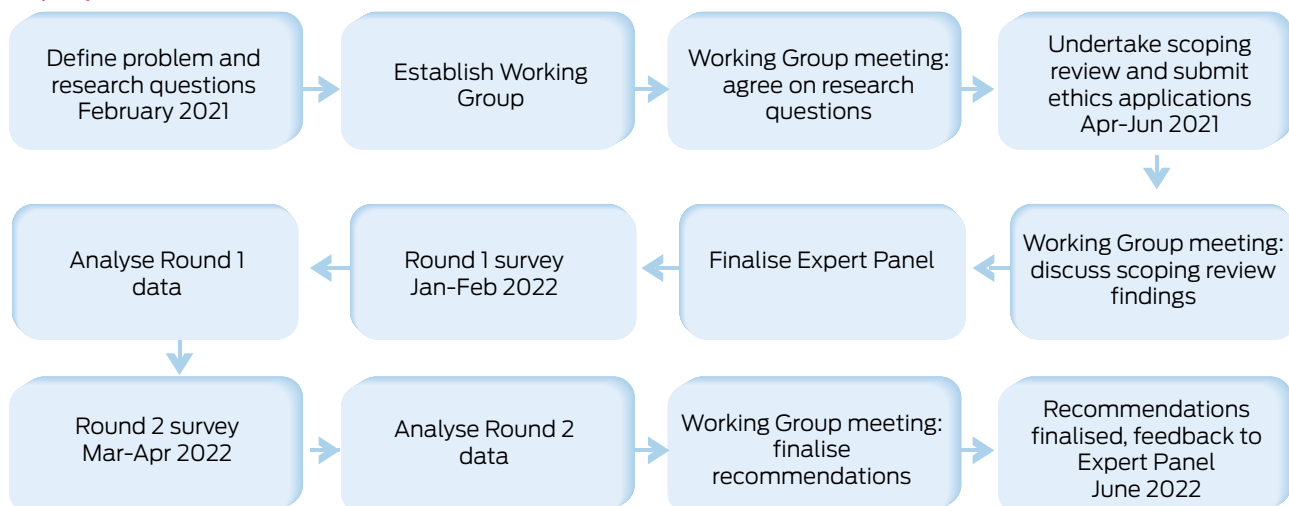 Define problem and
research questions
February 2021
Establish Working
Group
Working Group meeting:
agree on research
questions
Undertake scoping
review and submit
ethics applications
Apr-Jun 2021
Working Group meeting:
discuss scoping review
findings
Finalise Expert Panel
Round 1 survey
Jan-Feb 2022
Analyse Round 1
data
Round 2 survey
Mar-Apr 2022
Analyse Round 2
data
Working Group meeting:
finalise
recommendations
Recommendations
finalised, feedback to
Expert Panel
June 2022